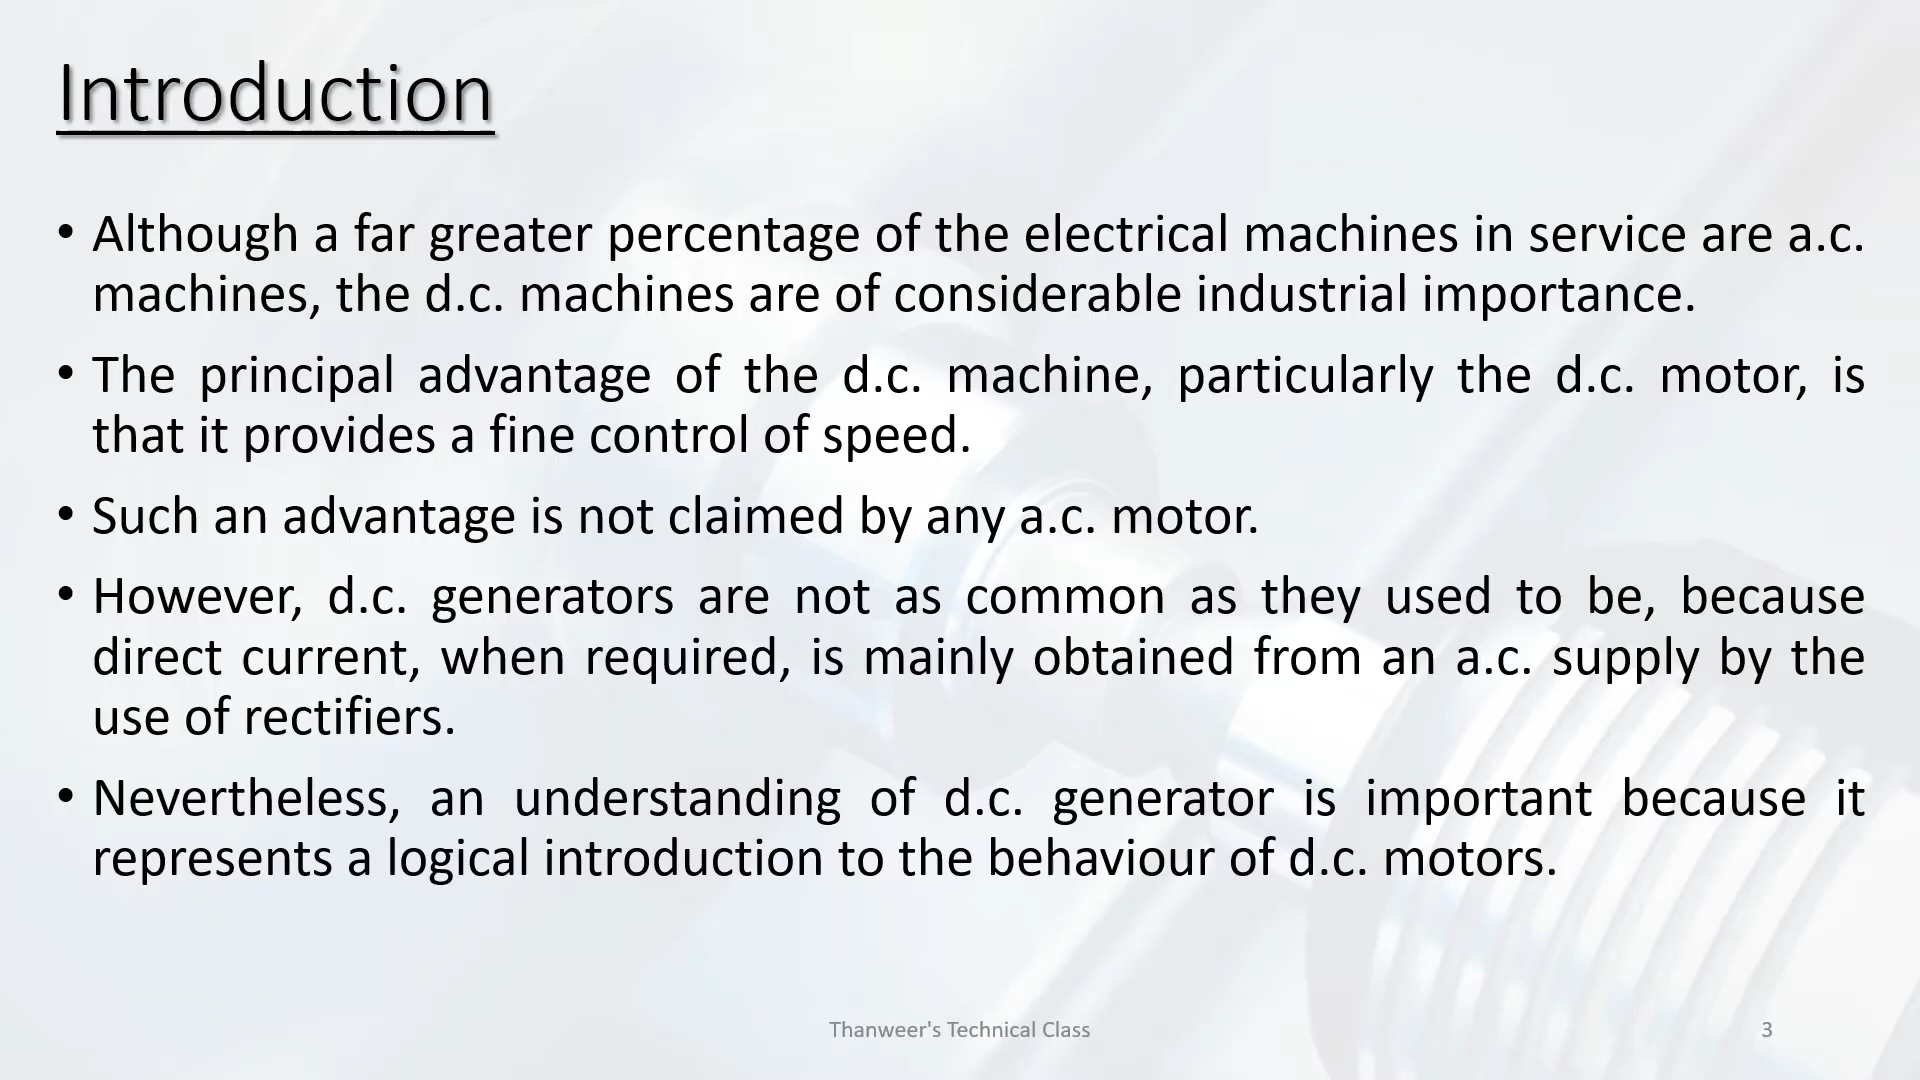 Introduction
• Although a far greater percentage of the electrical machines in service are a.c.
machines, the d.c. machines are of considerable industrial importance.
• The principal advantage of the d.c. machine, particularly the d.c. motor, is
that it provides a fine control of speed.
• Such an advantage is not claimed by any a.c. motor.
• However, d.c. generators are not as common as they used to be, because
direct current, when required, is mainly obtained from an a.c. supply by the
use of rectifiers.
• Nevertheless, an understanding of d.c. generator is important because it
represents a logical introduction to the behaviour of d.c. motors.
Thanweer's Technical Class
3